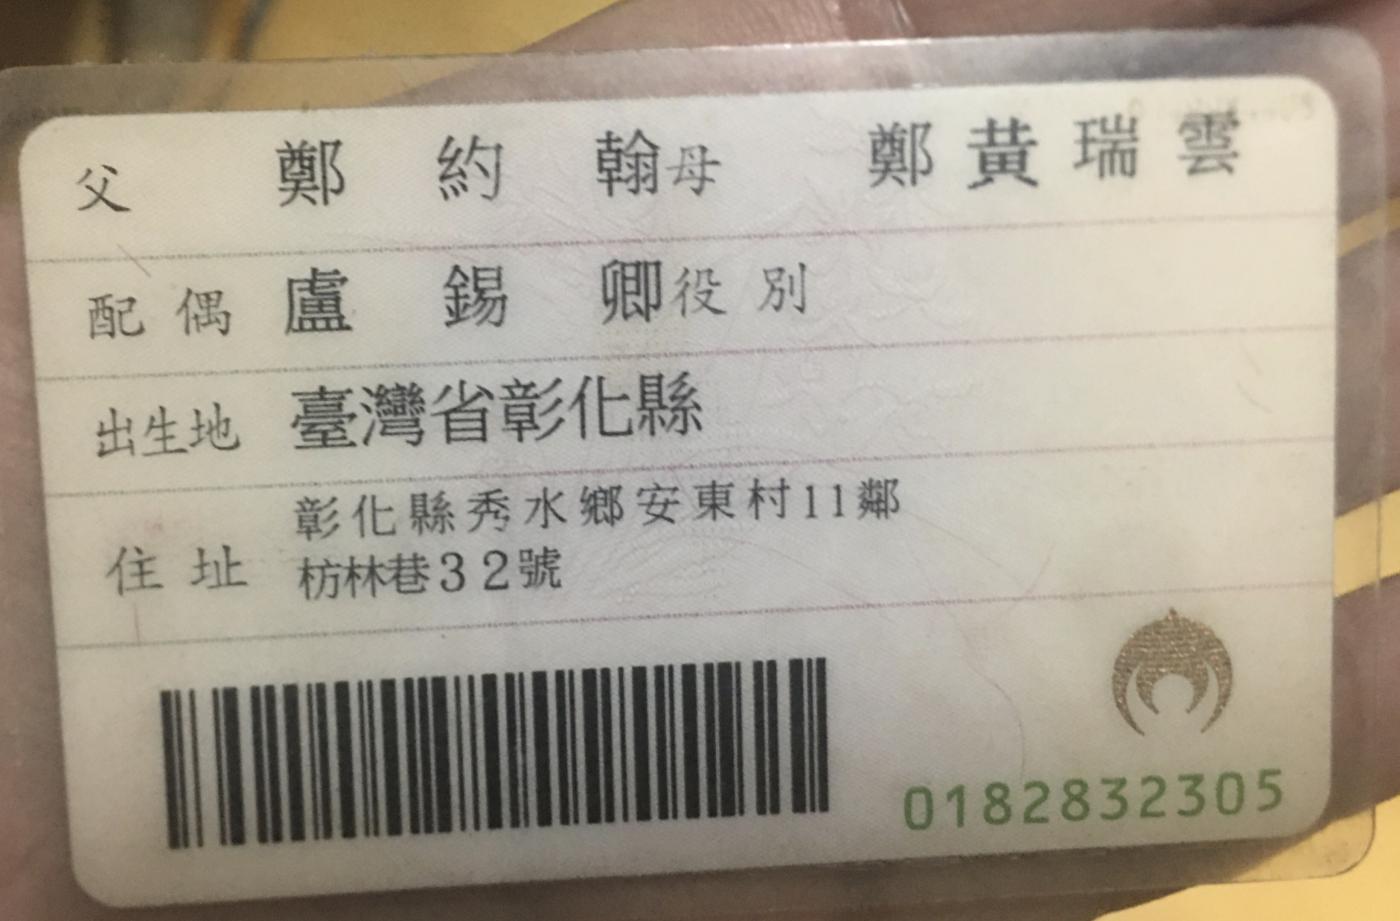 父 鄭約翰 母 鄭黃瑞雲
配偶 盧錫卿 役別
出生地 臺灣省彰化縣
住址 彰化縣秀水鄉安東村11鄰
枋林巷32號
0182832305